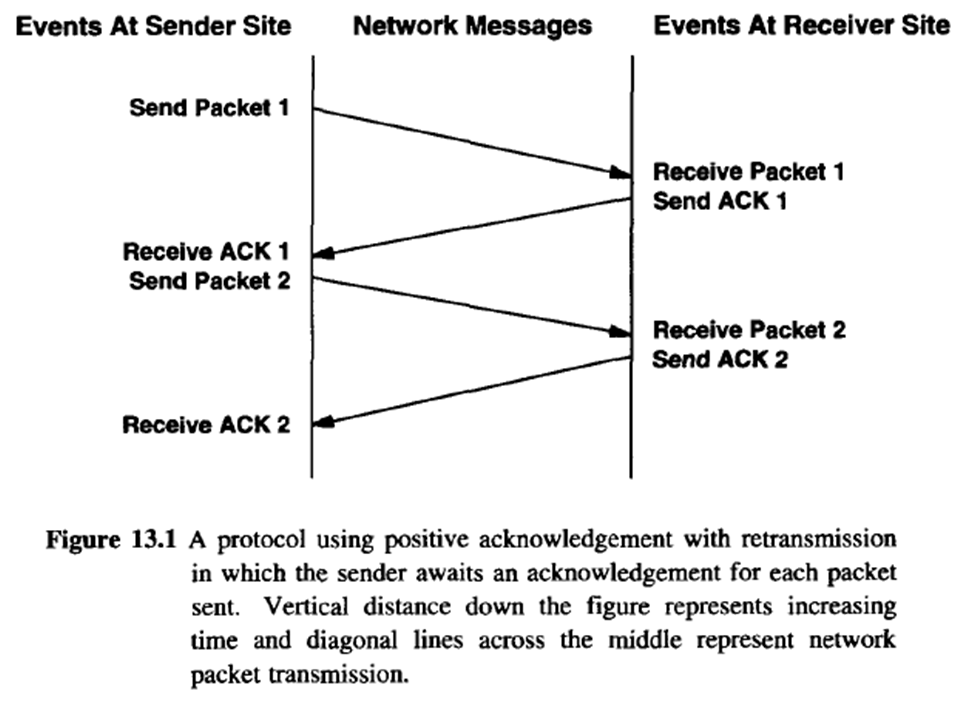 Events At Sender Site
Network Messages
Events At Receiver Site
Send Packet 1
Receive Packet 1
Send ACK 1
Receive ACK 1
Send Packet 2
Receive Packet 2
Send ACK 2
Receive ACK 2
Figure 13.1 A protocol using positive acknowledgement with retransmission
in which the sender awaits an acknowledgement for each packet
sent. Vertical distance down the figure represents increasing
time and diagonal lines across the middle represent network
packet transmission.